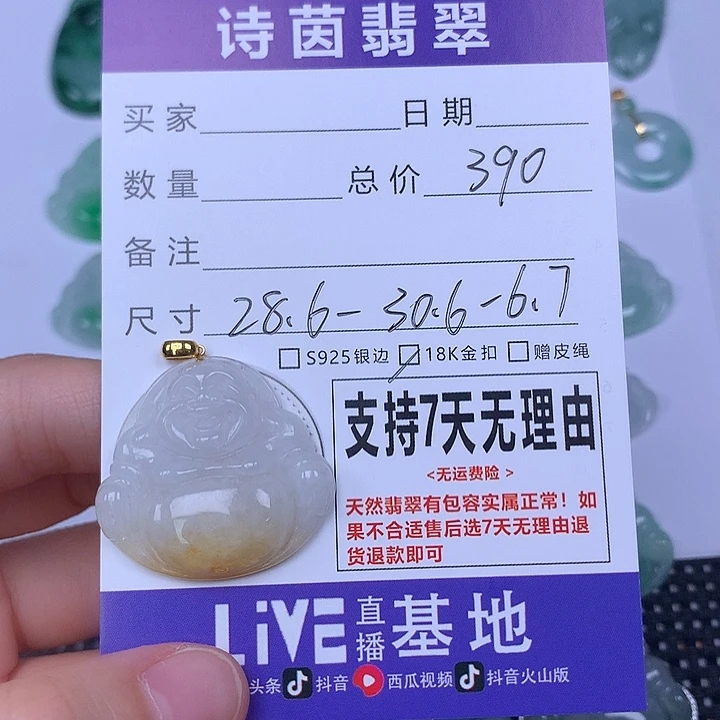 诗茵翡翠
买家 日期
数量 总价 390
备注
尺寸 28.6-30.6-6.7
S925银边 18K金扣 赠皮绳
支持7天无理由
<无运费险>
天然翡翠有包容实属正常！如
果不合适售后选7天无理由退
货退款即可
LiVE直播基地
头条 抖音 西瓜视频 抖音火山版